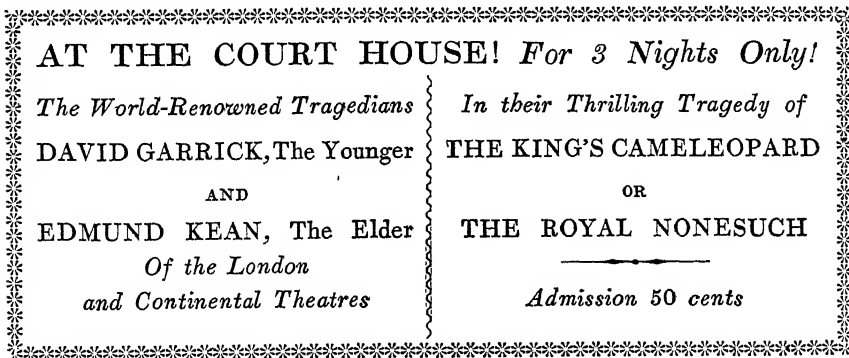 AT THE COURT HOUSE! For 3 Nights Only!
The World-Renowned Tragedians
DAVID GARRICK, The Younger
AND
EDMUND KEAN, The Elder
Of the London
and Continental Theatres
In their Thrilling Tragedy of
THE KING'S CAMELEOPARD
OR
THE ROYAL NONESUCH
Admission 50 cents